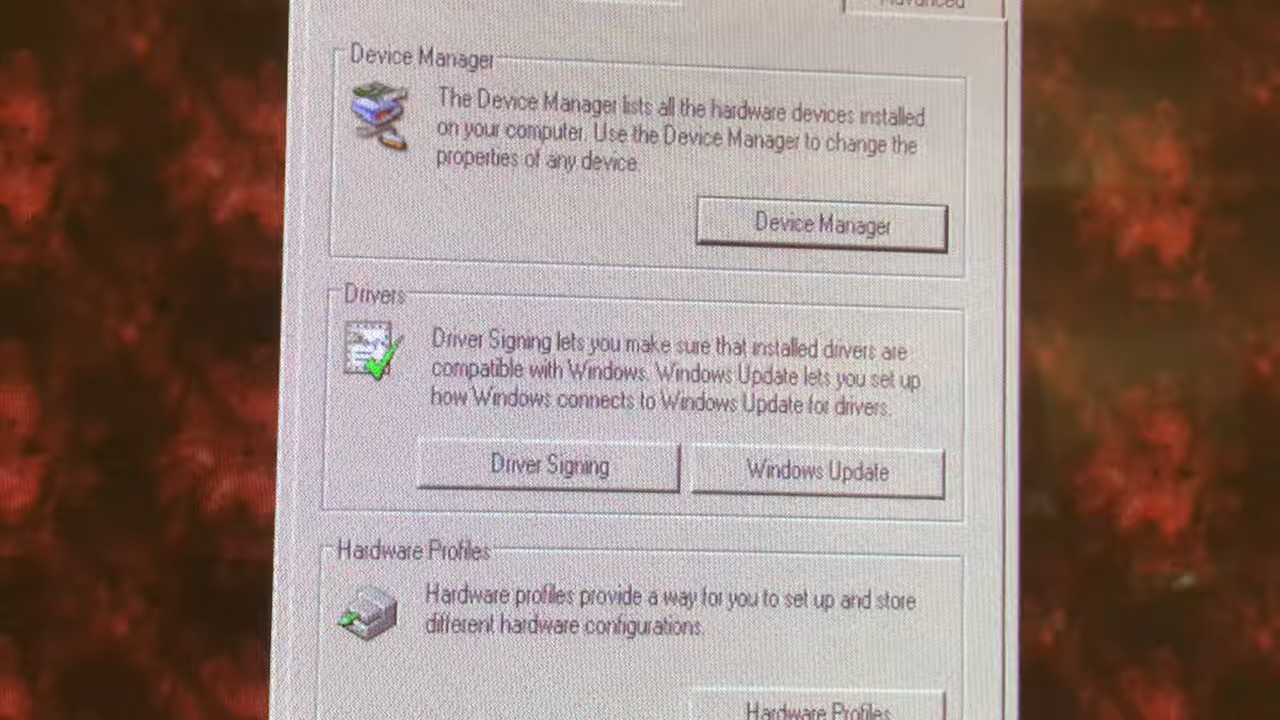 Advanced
Device Manager
The Device Manager lists all the hardware devices installed
on your computer. Use the Device Manager to change the
properties of any device.
Device Manager
Drivers
Driver Signing lets you make sure that installed drivers are
compatible with Windows. Windows Update lets you set up
how Windows connects to Windows Update for drivers.
Driver Signing
Windows Update
Hardware Profiles
Hardware profiles provide a way for you to set up and store
different hardware configurations.
Hardware Profiles